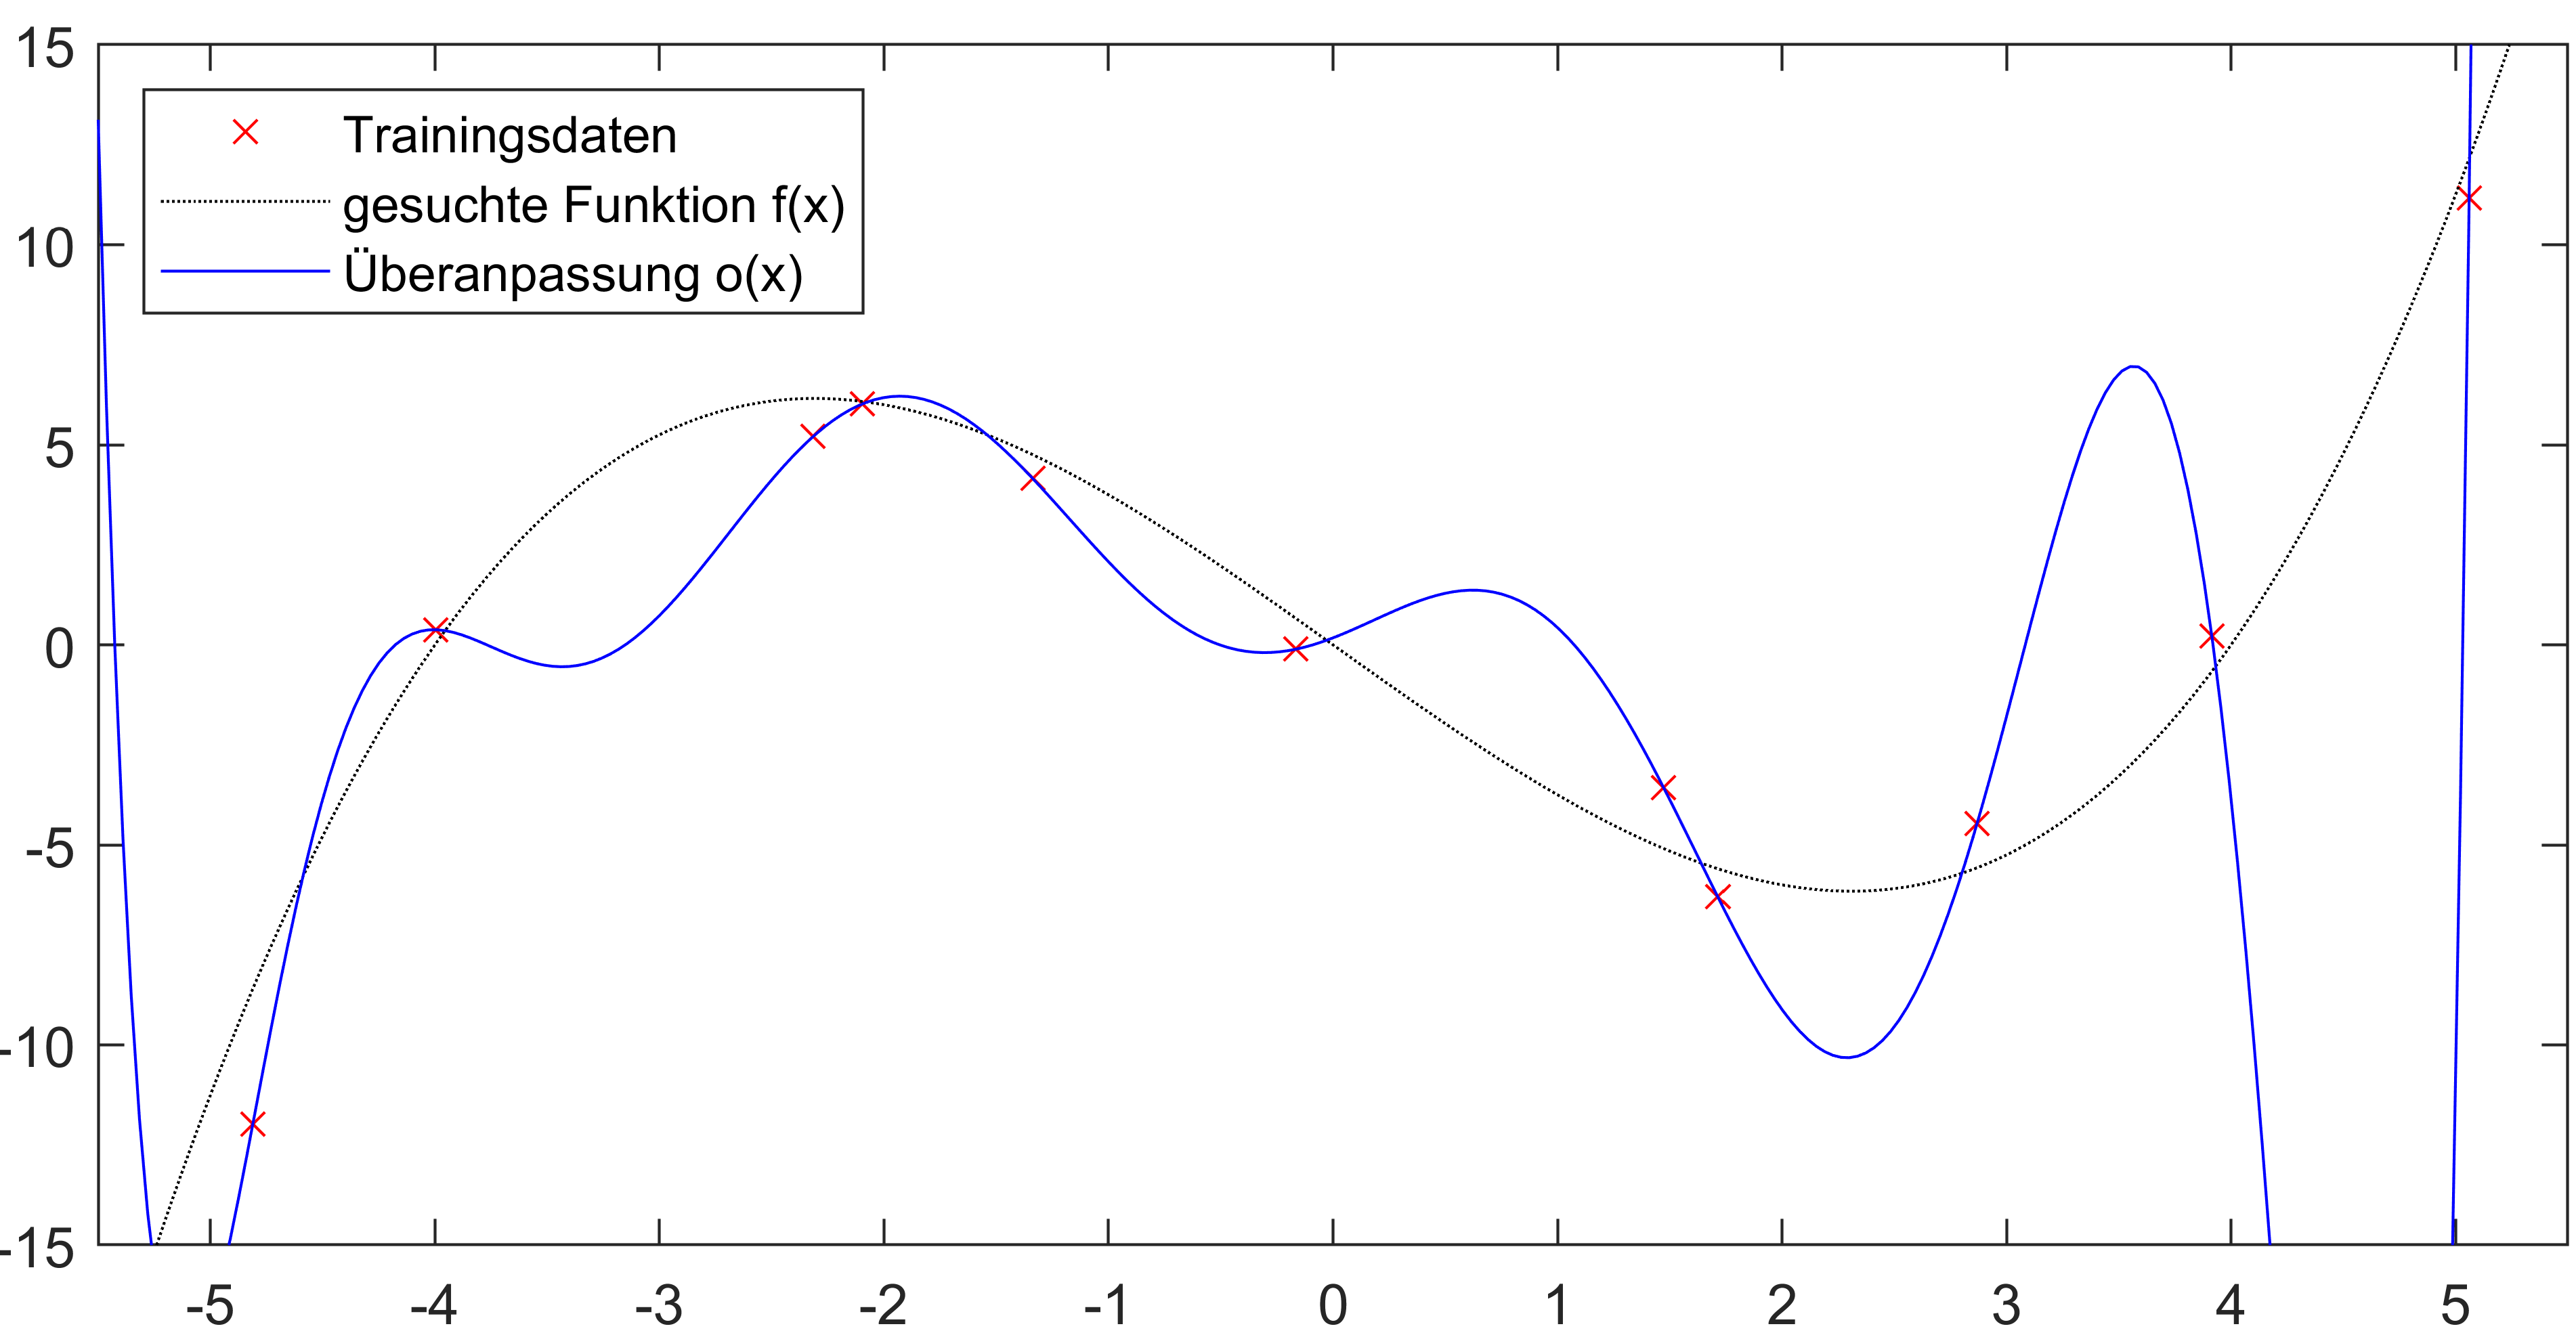 15
10
5
0
-5
-10
-15
Trainingsdaten
gesuchte Funktion f(x)
Überanpassung o(x)
-5 -4 -3 -2 -1 0 1 2 3 4 5